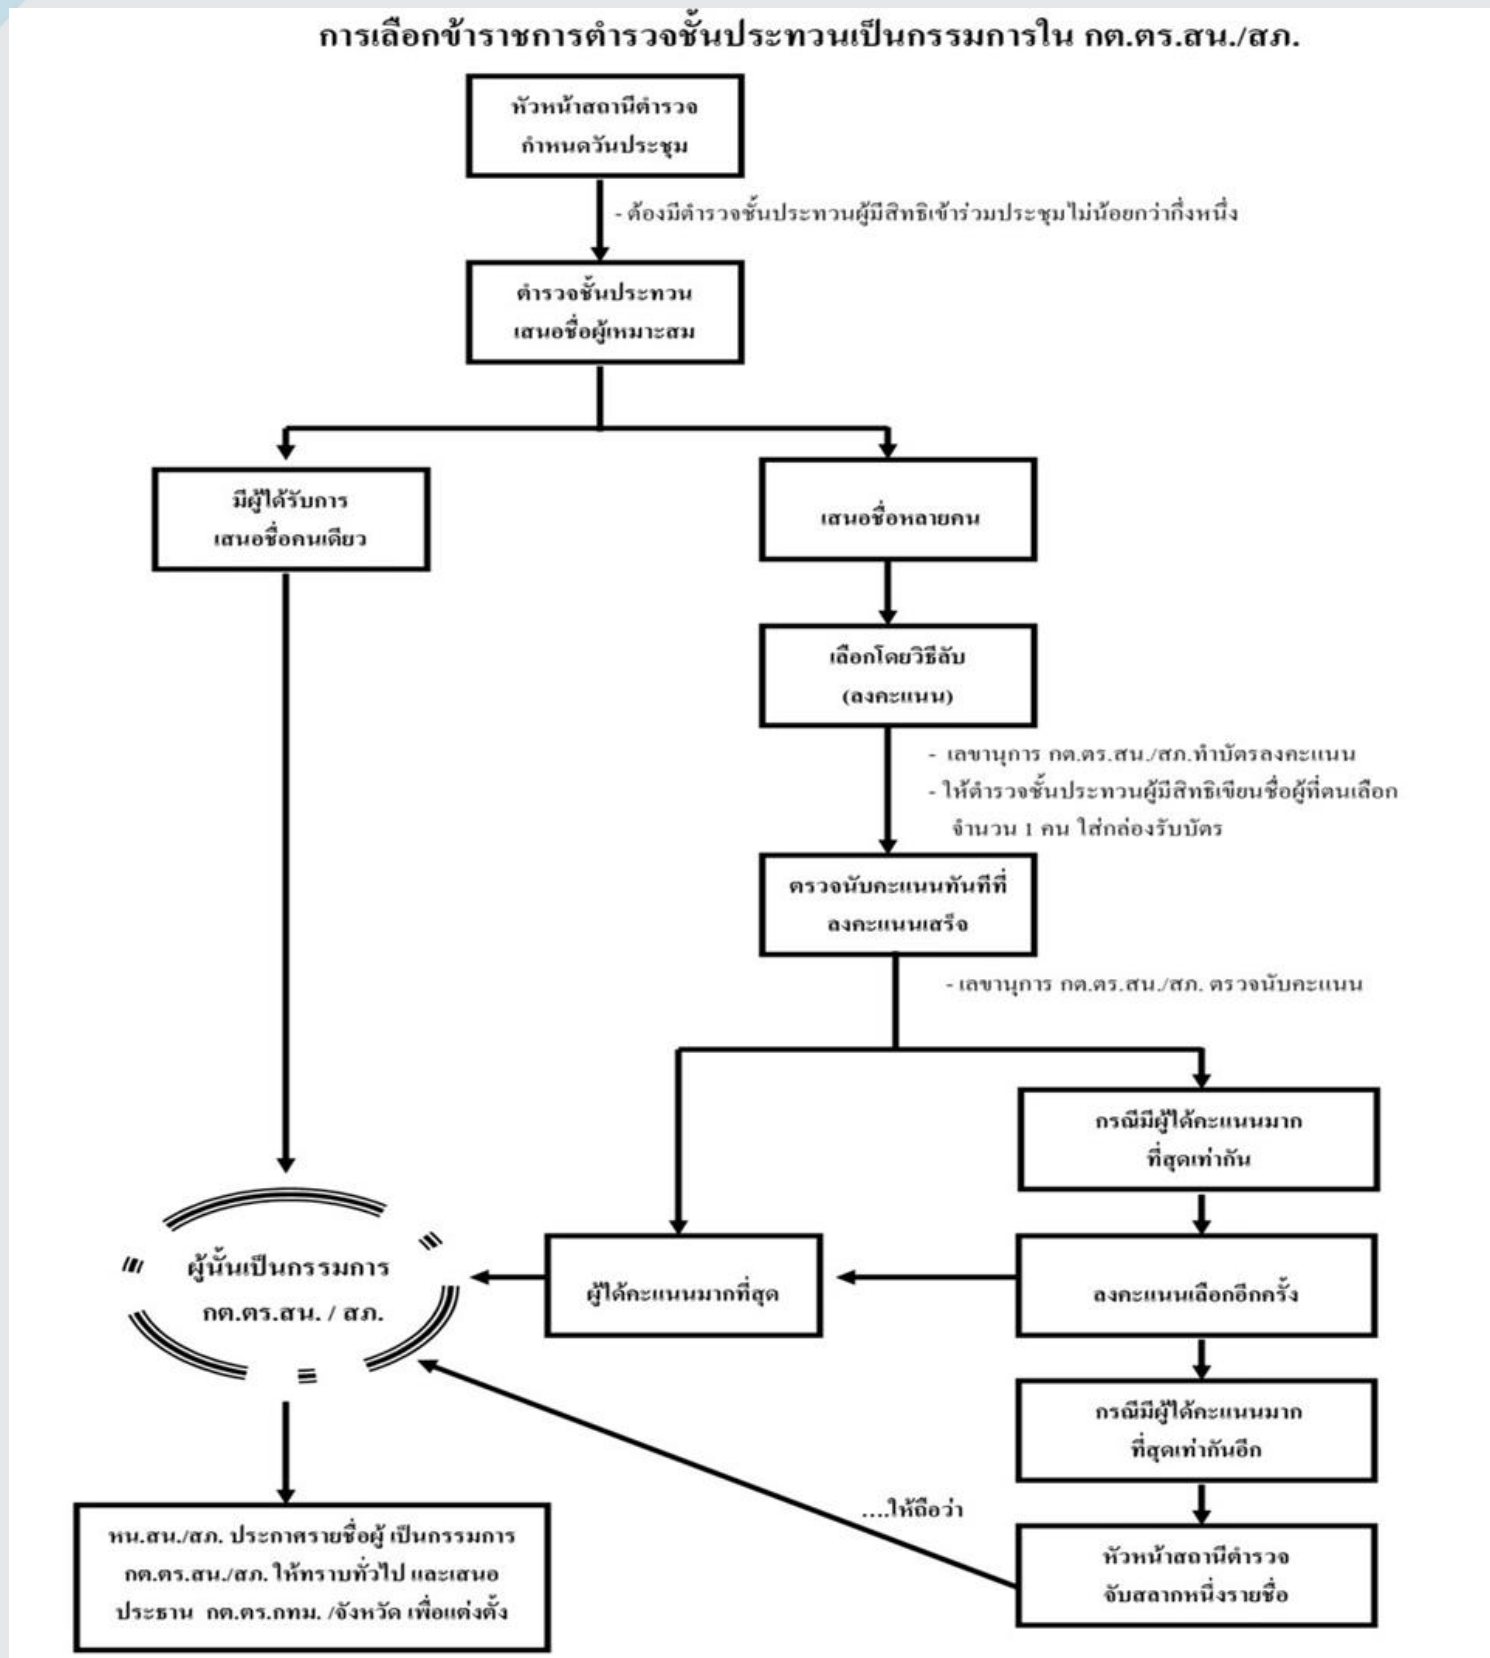 การเลือกข้าราชการตำรวจชั้นประทวนเป็นกรรมการใน กต.ตร.สน./สภ.
หัวหน้าสถานีตำรวจ
กำหนดวันประชุม
- ต้องมีตำรวจชั้นประทวนผู้มีสิทธิเข้าร่วมประชุมไม่น้อยกว่ากึ่งหนึ่ง
ตำรวจชั้นประทวน
เสนอชื่อผู้เหมาะสม
มีผู้ได้รับการ
เสนอชื่อคนเดียว
เสนอชื่อหลายคน
เลือกโดยวิธีลับ
(ลงคะแนน)
- เลขานุการ กต.ตร.สน./สภ.ทำบัตรลงคะแนน
- ให้ตำรวจชั้นประทวนผู้มีสิทธิเขียนชื่อผู้ที่ตนเลือก
จำนวน 1 คน ใส่กล่องรับบัตร
ตรวจนับคะแนนทันทีที่
ลงคะแนนเสร็จ
- เลขานุการ กต.ตร.สน./สภ. ตรวจนับคะแนน
กรณีมีผู้ได้คะแนนมาก
ที่สุดเท่ากัน
ผู้นั้นเป็นกรรมการ
กต.ตร.สน. / สภ.
ผู้ได้คะแนนมากที่สุด
ลงคะแนนเลือกอีกครั้ง
กรณีมีผู้ได้คะแนนมาก
ที่สุดเท่ากันอีก
....ให้ถือว่า
หัวหน้าสถานีตำรวจ
จับสลากหนึ่งรายชื่อ
หน.สน./สภ. ประกาศรายชื่อผู้ เป็นกรรมการ
กต.ตร.สน./สภ. ให้ทราบทั่วไป และเสนอ
ประธาน กต.ตร.กทม. /จังหวัด เพื่อแต่งตั้ง